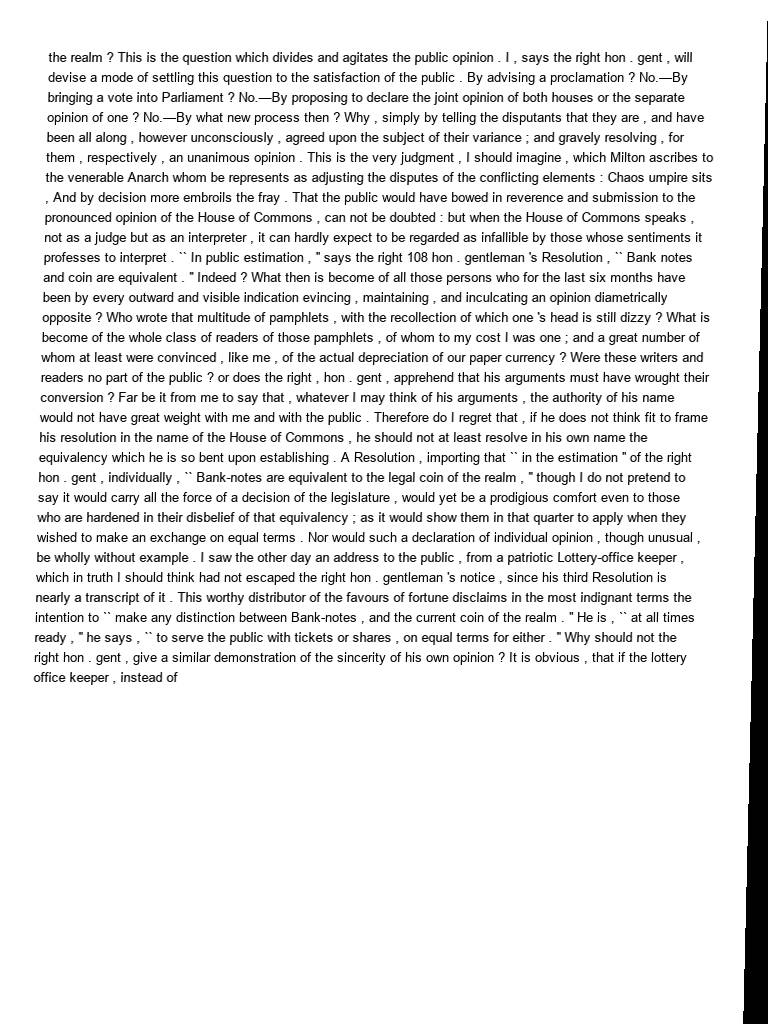 the realm ? This is the question which divides and agitates the public opinion . I , says the right hon . gent , will
devise a mode of settling this question to the satisfaction of the public . By advising a proclamation ? No.—By
bringing a vote into Parliament ? No.—By proposing to declare the joint opinion of both houses or the separate
opinion of one ? No.—By what new process then ? Why , simply by telling the disputants that they are , and have
been all along , however unconsciously , agreed upon the subject of their variance ; and gravely resolving , for
them , respectively , an unanimous opinion . This is the very judgment , I should imagine , which Milton ascribes to
the venerable Anarch whom be represents as adjusting the disputes of the conflicting elements : Chaos umpire sits
, And by decision more embroils the fray . That the public would have bowed in reverence and submission to the
pronounced opinion of the House of Commons , can not be doubted : but when the House of Commons speaks ,
not as a judge but as an interpreter , it can hardly expect to be regarded as infallible by those whose sentiments it
professes to interpret . `` In public estimation , '' says the right 108 hon . gentleman 's Resolution , `` Bank notes
and coin are equivalent . '' Indeed ? What then is become of all those persons who for the last six months have
been by every outward and visible indication evincing , maintaining , and inculcating an opinion diametrically
opposite ? Who wrote that multitude of pamphlets , with the recollection of which one 's head is still dizzy ? What is
become of the whole class of readers of those pamphlets , of whom to my cost I was one ; and a great number of
whom at least were convinced , like me , of the actual depreciation of our paper currency ? Were these writers and
readers no part of the public ? or does the right , hon . gent , apprehend that his arguments must have wrought their
conversion ? Far be it from me to say that , whatever I may think of his arguments , the authority of his name
would not have great weight with me and with the public . Therefore do I regret that , if he does not think fit to frame
his resolution in the name of the House of Commons , he should not at least resolve in his own name the
equivalency which he is so bent upon establishing . A Resolution , importing that `` in the estimation '' of the right
hon . gent , individually , `` Bank-notes are equivalent to the legal coin of the realm , '' though I do not pretend to
say it would carry all the force of a decision of the legislature , would yet be a prodigious comfort even to those
who are hardened in their disbelief of that equivalency ; as it would show them in that quarter to apply when they
wished to make an exchange on equal terms . Nor would such a declaration of individual opinion , though unusual ,
be wholly without example . I saw the other day an address to the public , from a patriotic Lottery-office keeper ,
which in truth I should think had not escaped the right hon . gentleman 's notice , since his third Resolution is
nearly a transcript of it . This worthy distributor of the favours of fortune disclaims in the most indignant terms the
intention to `` make any distinction between Bank-notes , and the current coin of the realm . '' He is , `` at all times
ready , '' he says , `` to serve the public with tickets or shares , on equal terms for either . '' Why should not the
right hon . gent , give a similar demonstration of the sincerity of his own opinion ? It is obvious , that if the lottery
office keeper , instead of